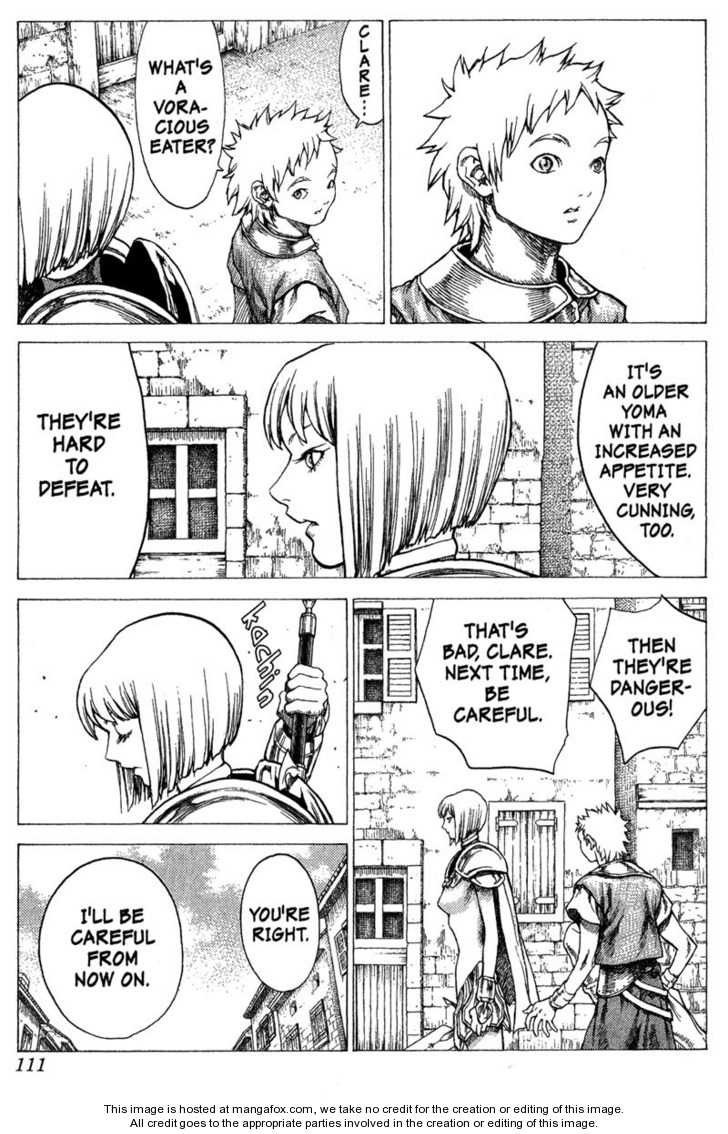 CLARE...
WHAT'S
A
VORA-
CIOUS
EATER?
IT'S
AN OLDER
YOMA
WITH AN
INCREASED
APPETITE.
VERY
CUNNING,
TOO.
THEY'RE
HARD
TO
DEFEAT.
THEN
THEY'RE
DANGER-
OUS!
THAT'S
BAD, CLARE.
NEXT TIME,
BE
CAREFUL.
kachin
YOU'RE
RIGHT.
I'LL BE
CAREFUL
FROM
NOW ON.
111
This image is hosted at mangafox.com, we take no credit for the creation or editing of this image.
All credit goes to the appropriate parties involved in the creation or editing of this image.